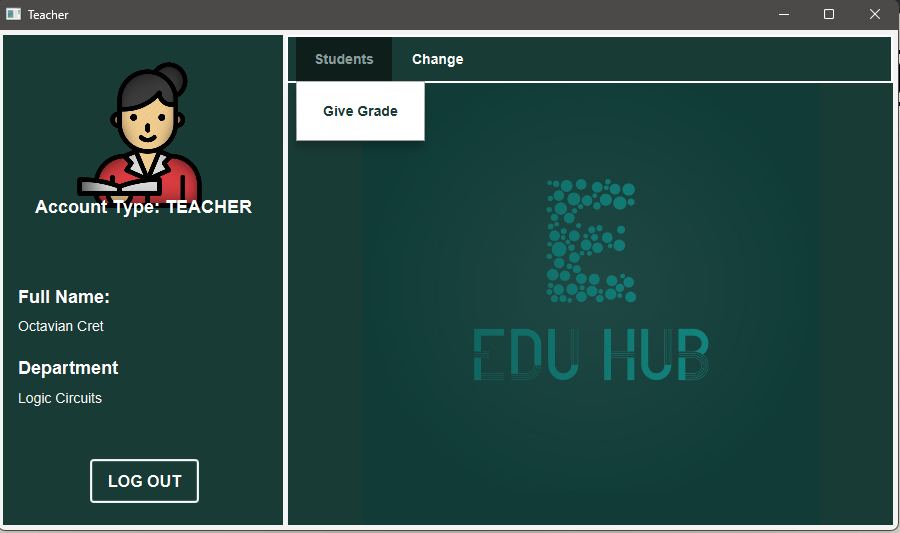 Teacher
Students
Change
Give Grade
Account Type: TEACHER
Full Name:
Octavian Cret
Department
Logic Circuits
LOG OUT
E
EDU HUB